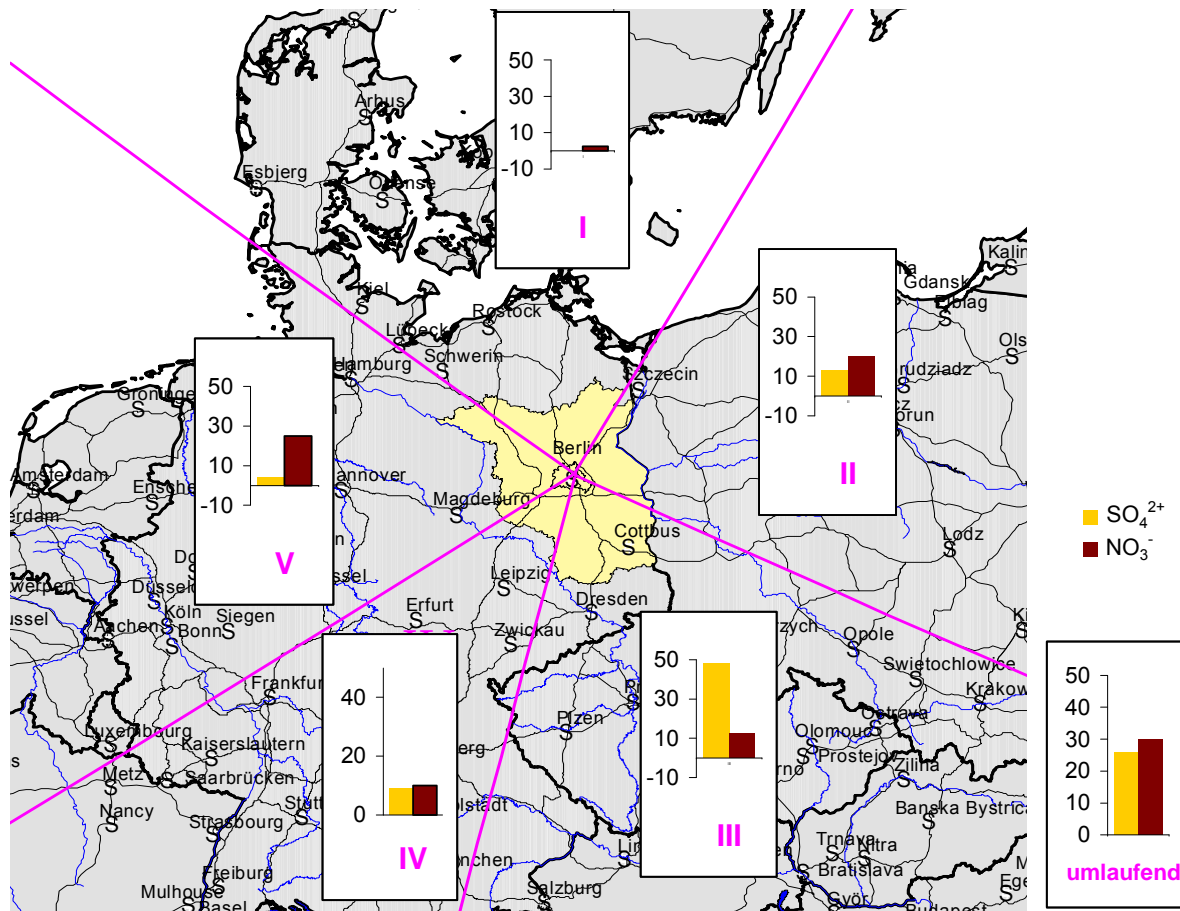 50
30
10
-10
I
Arhus
S
Esbjerg
S
Odense
S
50
30
10
-10
II
Gdansk
Elblag
S
S
Kiel
S
Rostock
S
Lübeck
S
Schwerin
S
Hamburg
S
Szczecin
S
50
30
10
-10
V
S
S
Berlin
Amsterdam
S
S
Magdeburg
S
Cottbus
S
Lodz
S
SO₄²⁺
NO₃⁻
Leipzig
S
Dresden
S
Erfurt
S
Zwickau
S
Köln
S
Siegen
S
Aachen
S
Bonn
S
Opole
S
Swietochlowice
S
Krakow
S
Ostrava
S
Olomouc
S
Prostejov
Zilina
S
Banska Bystrica
S
Trnava
S
Nitra
S
Bratislava
S
Györ
S
Budapest
50
30
10
-10
III
Plzen
S
40
20
0
IV
Luxembourg
S
Kaiserslautern
S
Metz
S
Saarbrücken
S
Nancy
S
Strasbourg
S
Freiburg
S
Mulhouse
S
Basel
Salzburg
S
50
40
30
20
10
0
umlaufend